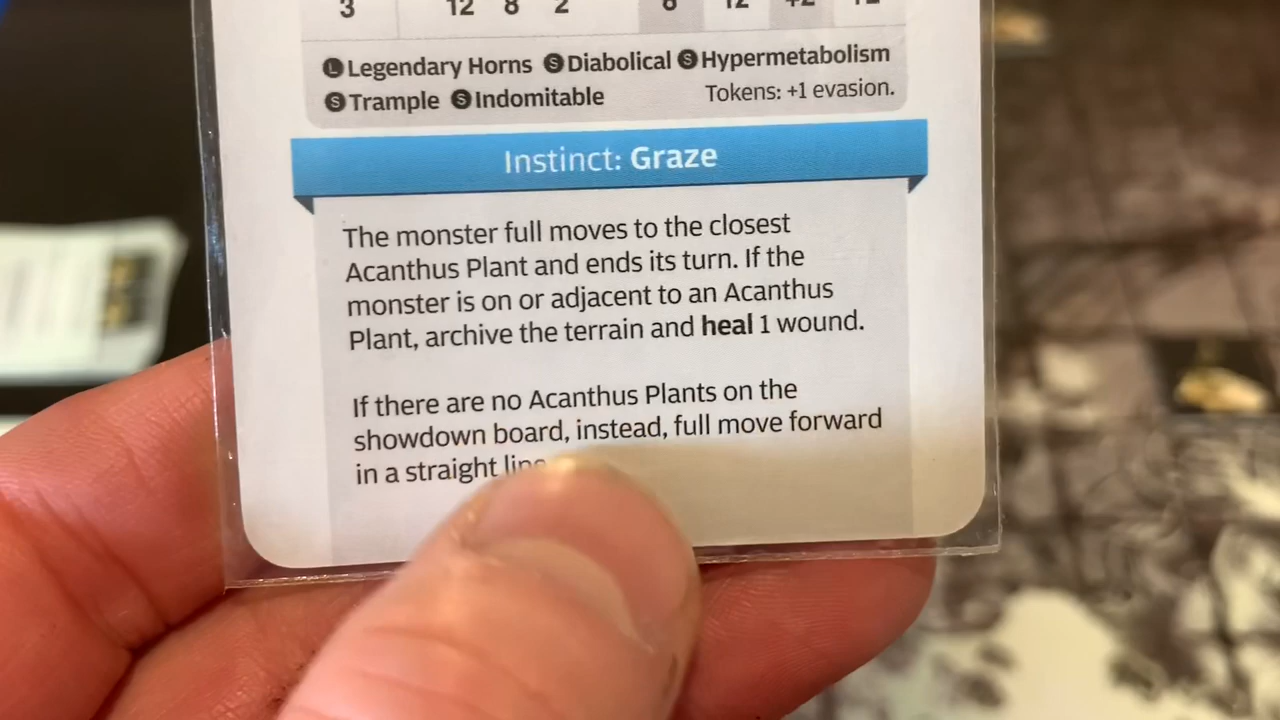 3 12 8 2
L Legendary Horns S Diabolical S Hypermetabolism
S Trample S Indomitable Tokens: +1 evasion.
Instinct: Graze
The monster full moves to the closest
Acanthus Plant and ends its turn. If the
monster is on or adjacent to an Acanthus
Plant, archive the terrain and heal 1 wound.
If there are no Acanthus Plants on the
showdown board, instead, full move forward
in a straight line